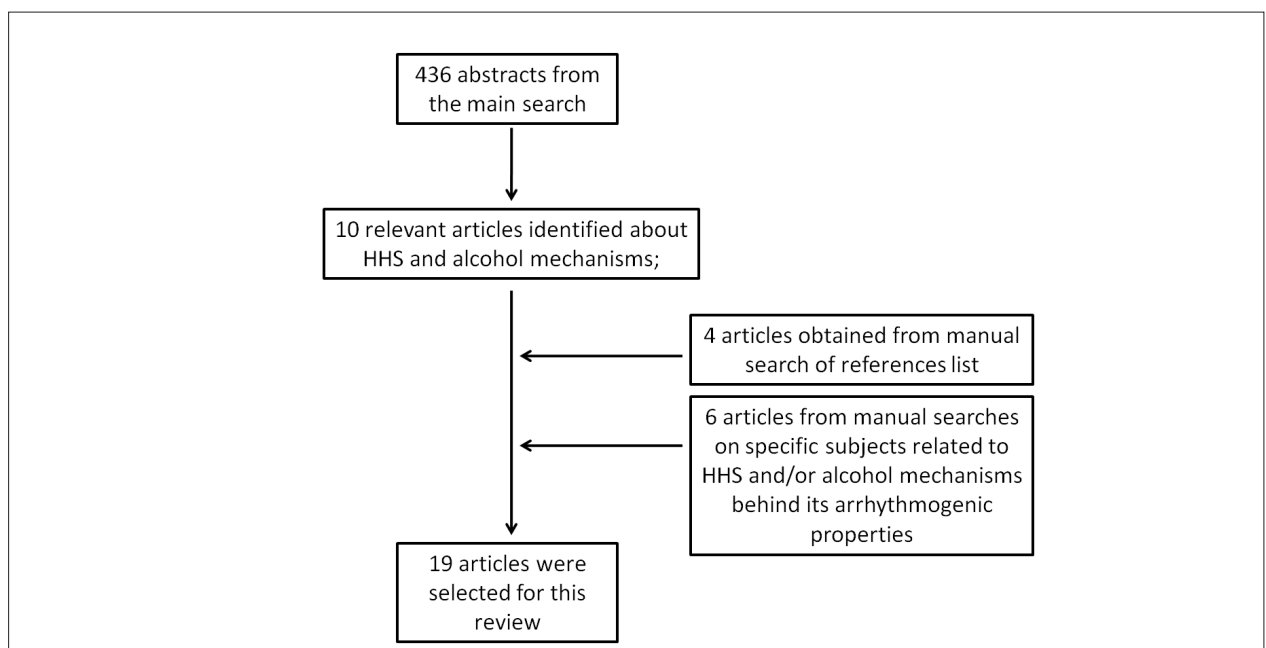 436 abstracts from
the main search
10 relevant articles identified about
HHS and alcohol mechanisms;
4 articles obtained from manual
search of references list
6 articles from manual searches
on specific subjects related to
HHS and/or alcohol mechanisms
behind its arrhythmogenic
properties
19 articles were
selected for this
review